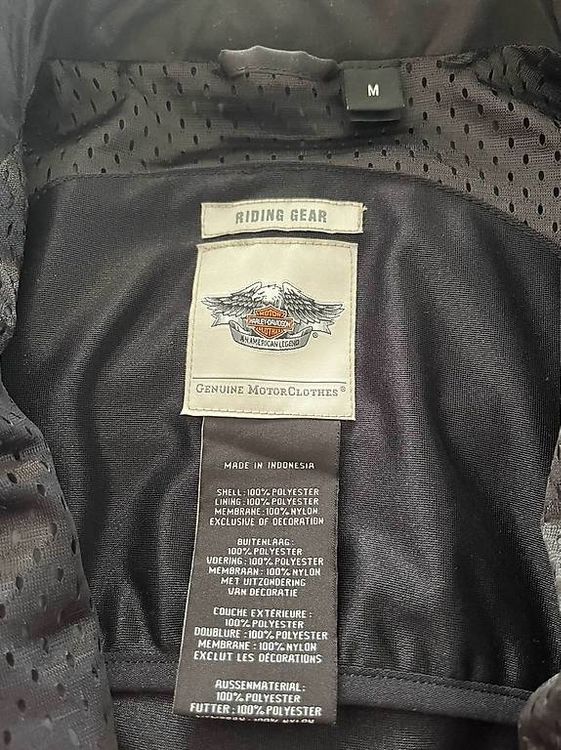 M
RIDING GEAR
MOTOR
HARLEY-DAVIDSON
CLOTHES
AN AMERICAN LEGEND ®
GENUINE MOTORCLOTHES®
MADE IN INDONESIA
SHELL: 100% POLYESTER
LINING: 100% POLYESTER
MEMBRANE: 100% NYLON
EXCLUSIVE OF DECORATION
BUITENLAAG:
100% POLYESTER
VOERING: 100% POLYESTER
MEMBRAAN: 100% NYLON
MET UITZONDERING
VAN DECORATIE
COUCHE EXTÉRIEURE:
100% POLYESTER
DOUBLURE: 100% POLYESTER
MEMBRANE: 100% NYLON
EXCLUT LES DÉCORATIONS
AUSSENMATERIAL:
100% POLYESTER
FUTTER: 100% POLYESTER